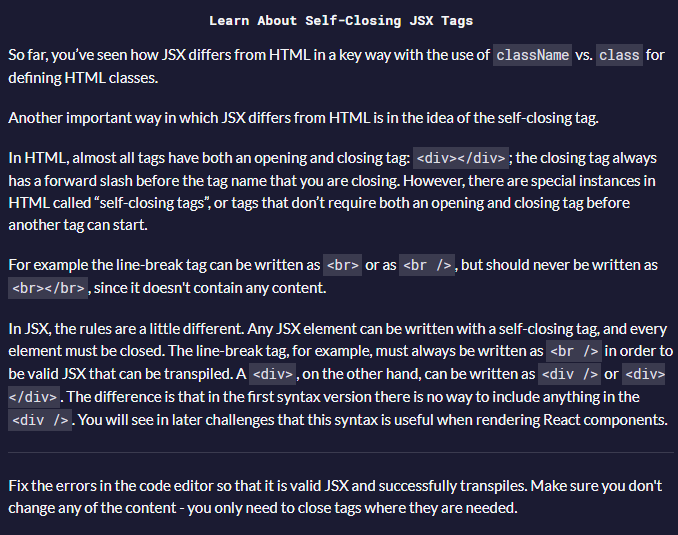 Learn About Self-Closing JSX Tags
So far, you’ve seen how JSX differs from HTML in a key way with the use of className vs. class for
defining HTML classes.
Another important way in which JSX differs from HTML is in the idea of the self-closing tag.
In HTML, almost all tags have both an opening and closing tag: <div></div>; the closing tag always
has a forward slash before the tag name that you are closing. However, there are special instances in
HTML called “self-closing tags”, or tags that don’t require both an opening and closing tag before
another tag can start.
For example the line-break tag can be written as <br> or as <br />, but should never be written as
<br></br>, since it doesn't contain any content.
In JSX, the rules are a little different. Any JSX element can be written with a self-closing tag, and every
element must be closed. The line-break tag, for example, must always be written as <br /> in order to
be valid JSX that can be transpiled. A <div>, on the other hand, can be written as <div /> or <div>
</div>. The difference is that in the first syntax version there is no way to include anything in the
<div />. You will see in later challenges that this syntax is useful when rendering React components.
Fix the errors in the code editor so that it is valid JSX and successfully transpiles. Make sure you don't
change any of the content - you only need to close tags where they are needed.